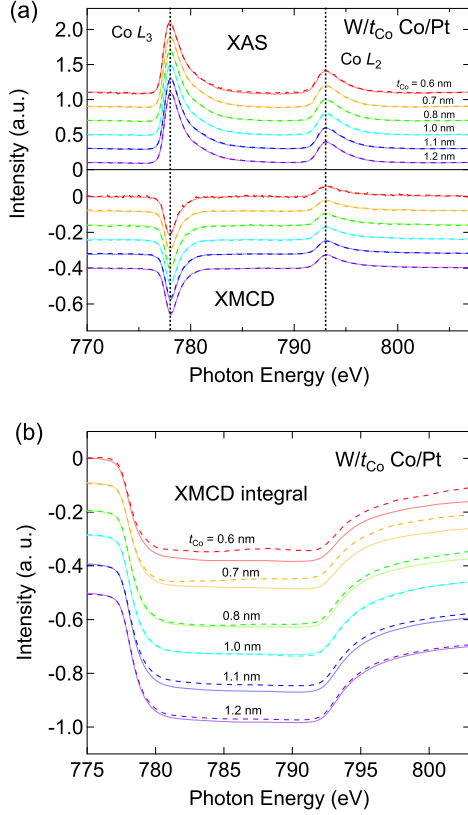 (a)
Co L₃
XAS
W/t_Co Co/Pt
Co L₂
t_Co = 0.6 nm
0.7 nm
0.8 nm
1.0 nm
1.1 nm
1.2 nm
2.0
1.5
1.0
0.5
0
-0.2
-0.4
-0.6
Intensity (a.u.)
XMCD
770 780 790 800
Photon Energy (eV)
(b)
W/t_Co Co/Pt
XMCD integral
t_Co = 0.6 nm
0.7 nm
0.8 nm
1.0 nm
1.1 nm
1.2 nm
0
-0.2
-0.4
-0.6
-0.8
-1.0
Intensity (a. u.)
775 780 785 790 795 800
Photon Energy (eV)